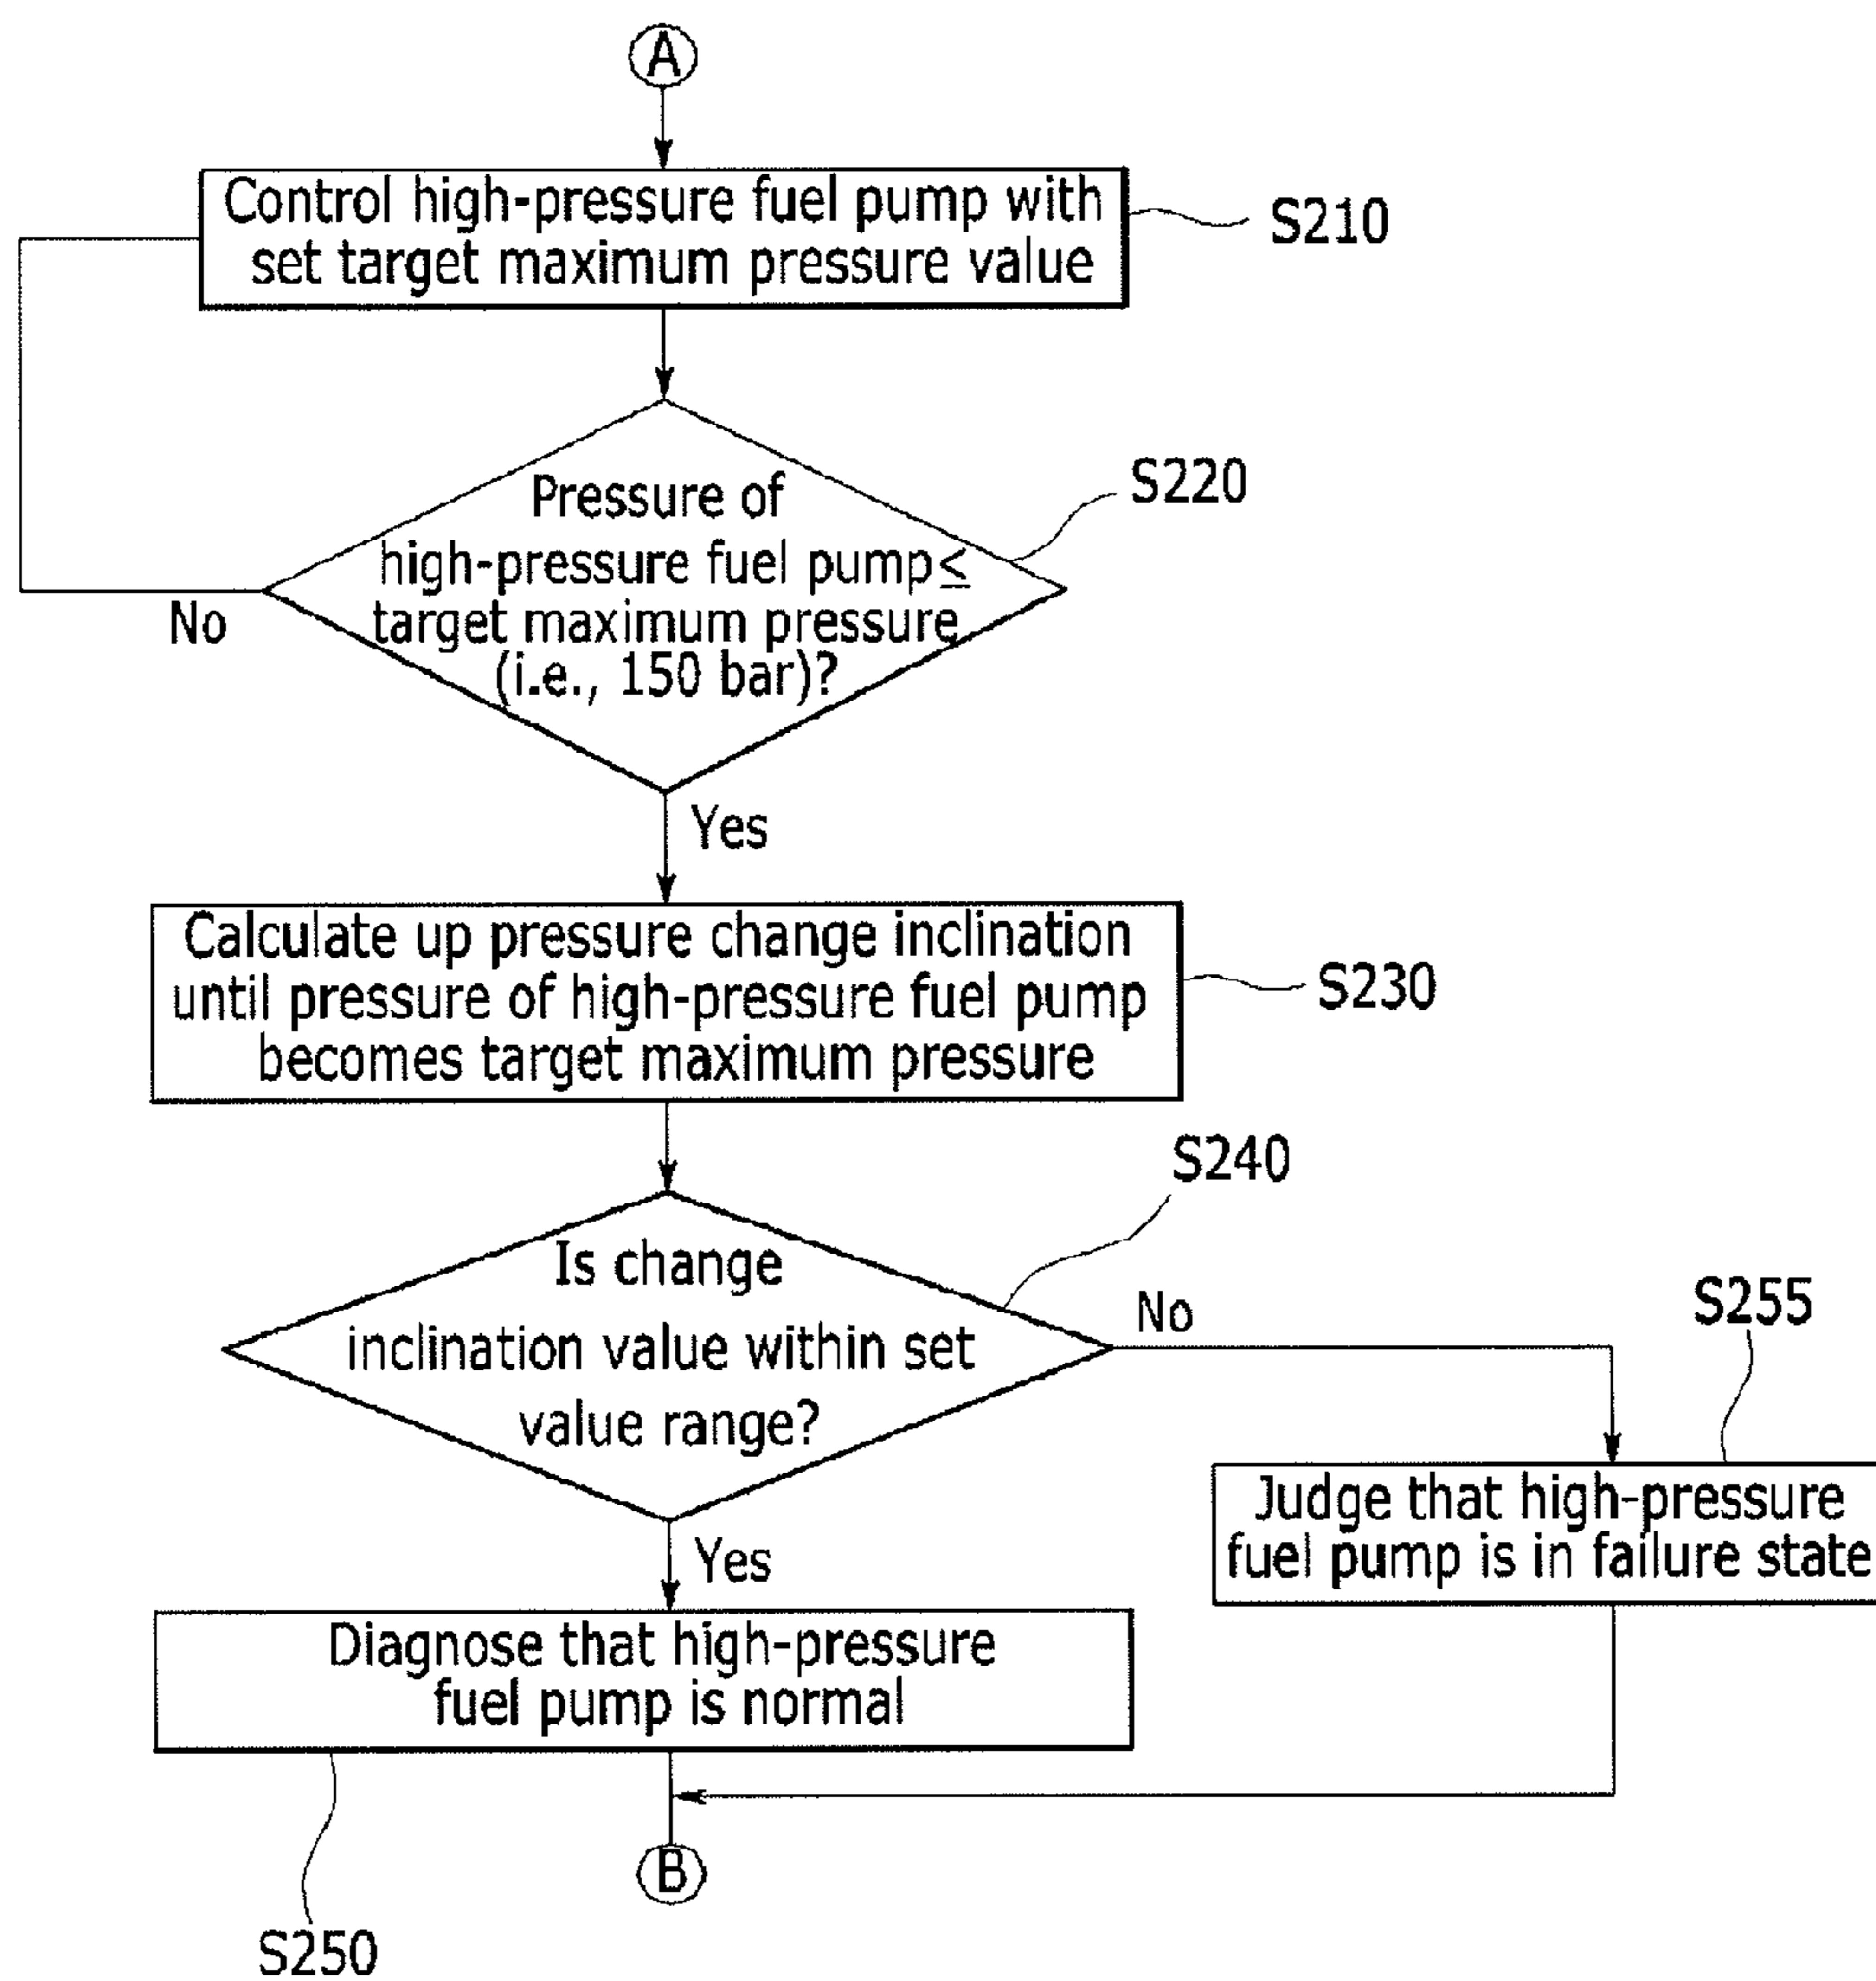 A
Control high-pressure fuel pump with
set target maximum pressure value
S210
Pressure of
high-pressure fuel pump≤
target maximum pressure
(i.e., 150 bar)?
S220
No
Yes
Calculate up pressure change inclination
until pressure of high-pressure fuel pump
becomes target maximum pressure
S230
Is change
inclination value within set
value range?
S240
No
S255
Judge that high-pressure
fuel pump is in failure state
Yes
Diagnose that high-pressure
fuel pump is normal
B
S250